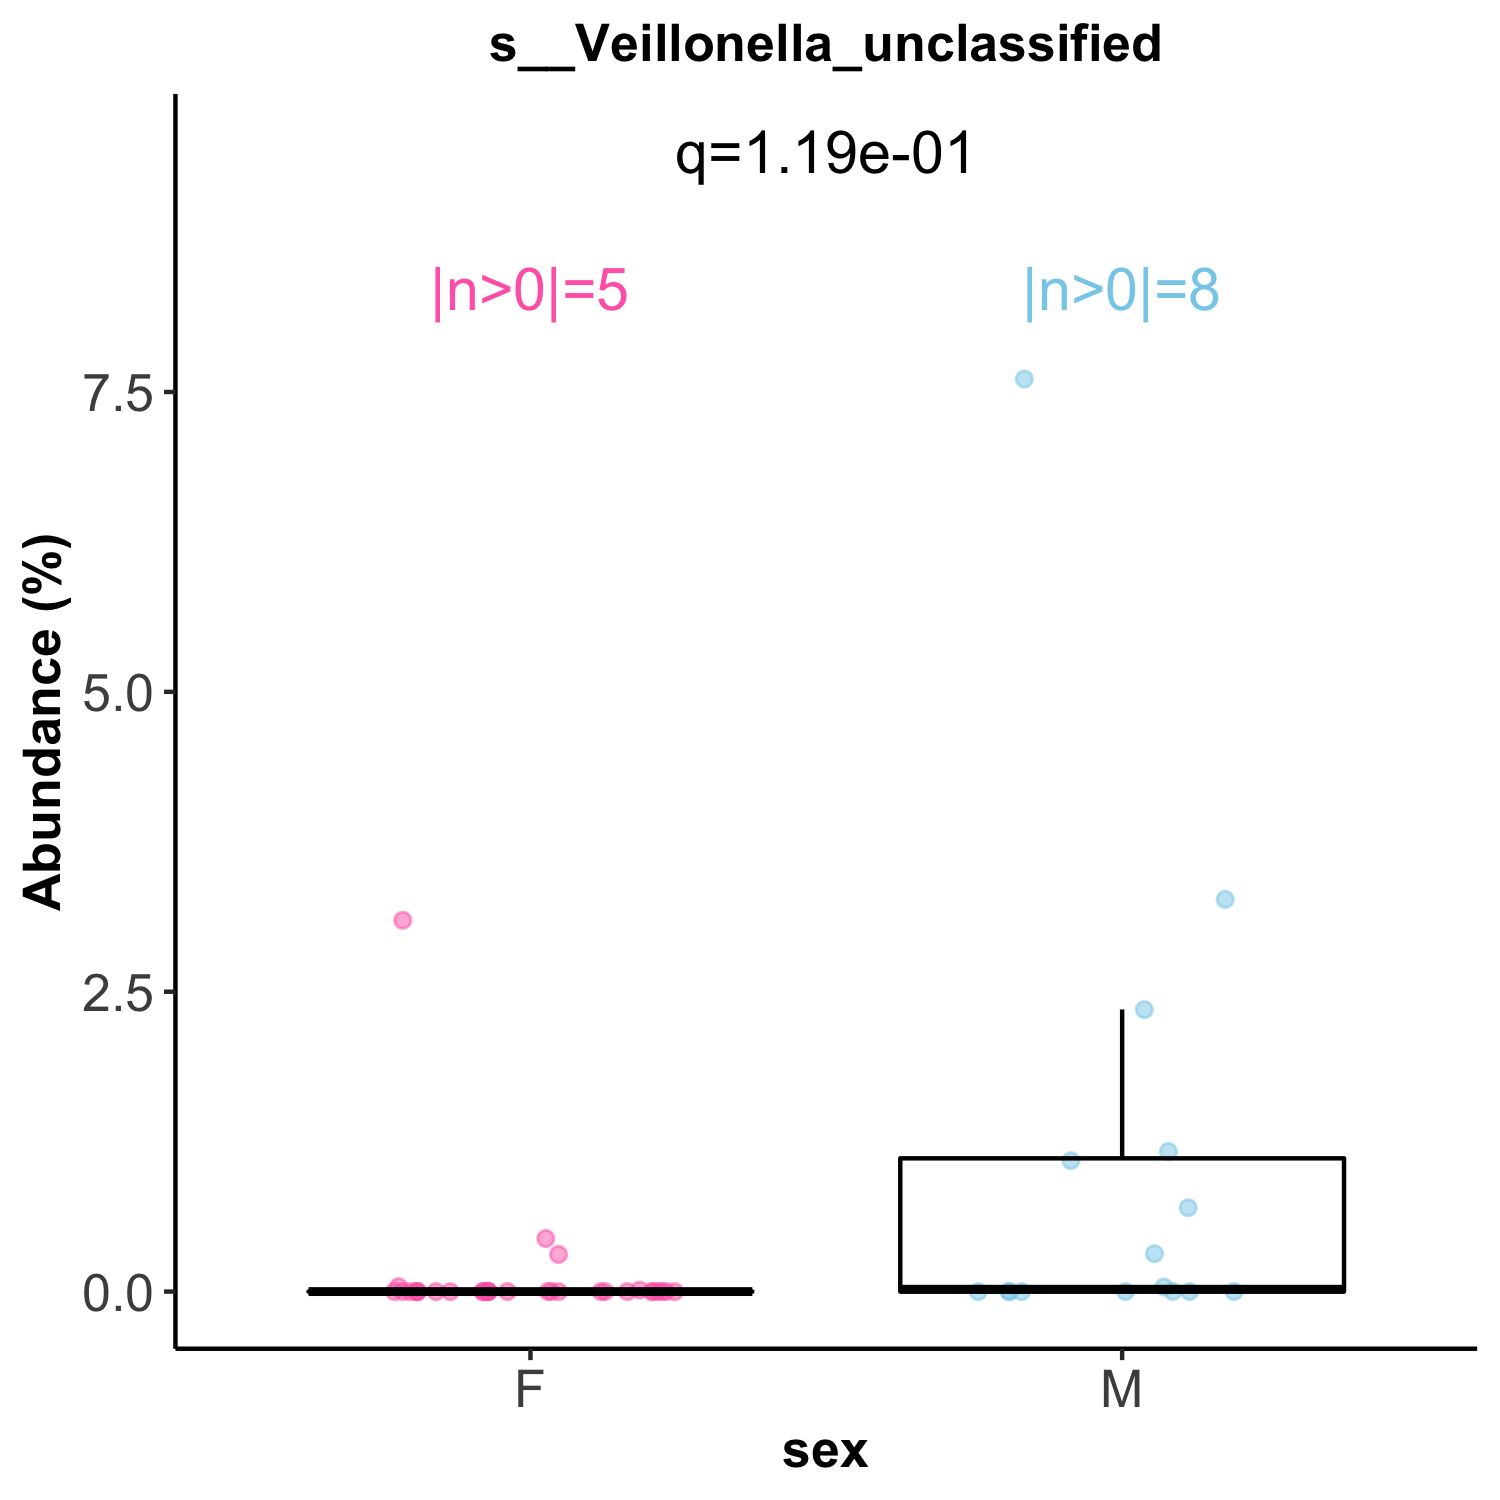 s__Veillonella_unclassified
q=1.19e-01
|n>0|=5
|n>0|=8
7.5
5.0
2.5
0.0
Abundance (%)
F
M
sex